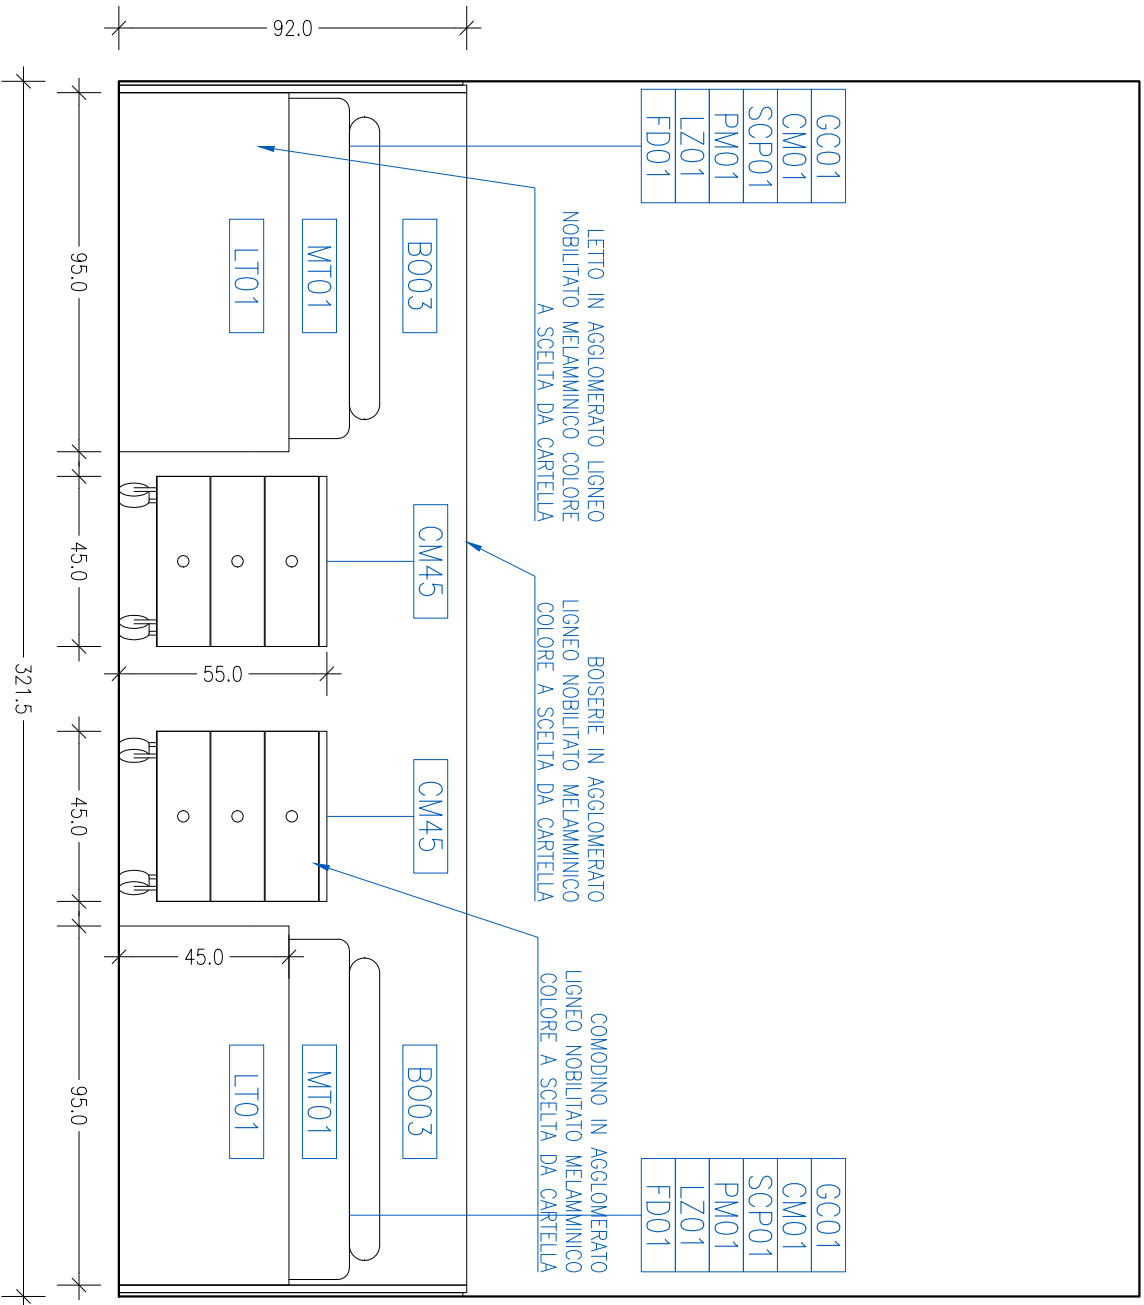 GC01
CM01
SCP01
PM01
LZ01
FD01
GC01
CM01
SCP01
PM01
LZ01
FD01
LETTO IN AGGLOMERATO LIGNEO
NOBILITATO MELAMMINICO COLORE
A SCELTA DA CARTELLA
BOISERIE IN AGGLOMERATO
LIGNEO NOBILITATO MELAMMINICO
COLORE A SCELTA DA CARTELLA
COMODINO IN AGGLOMERATO
LIGNEO NOBILITATO MELAMMINICO
COLORE A SCELTA DA CARTELLA
92.0
BO03
MT01
LT01
CM45
55.0
CM45
45.0
BO03
MT01
LT01
95.0
45.0
45.0
95.0
321.5